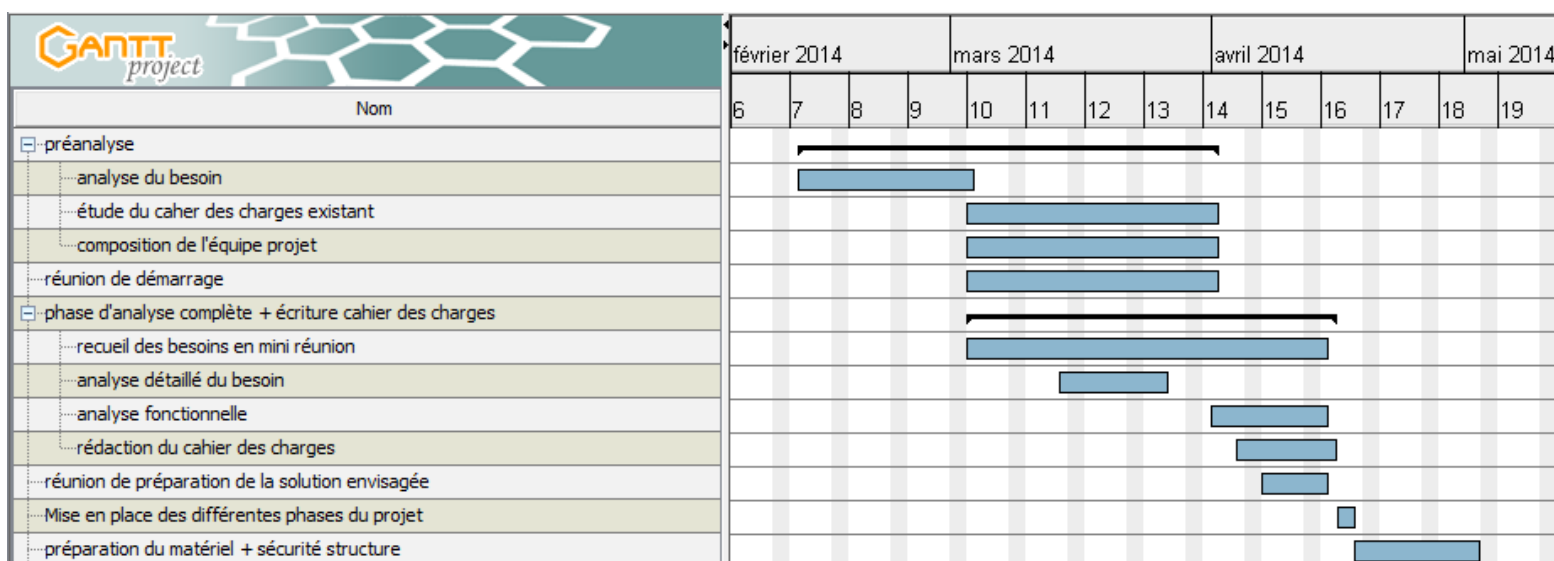 GANTT
project
février 2014 mars 2014 avril 2014 mai 2014
Nom
6 7 8 9 10 11 12 13 14 15 16 17 18 19
préanalyse
analyse du besoin
étude du caher des charges existant
composition de l'équipe projet
réunion de démarrage
phase d'analyse complète + écriture cahier des charges
recueil des besoins en mini réunion
analyse détaillé du besoin
analyse fonctionnelle
rédaction du cahier des charges
réunion de préparation de la solution envisagée
Mise en place des différentes phases du projet
préparation du matériel + sécurité structure